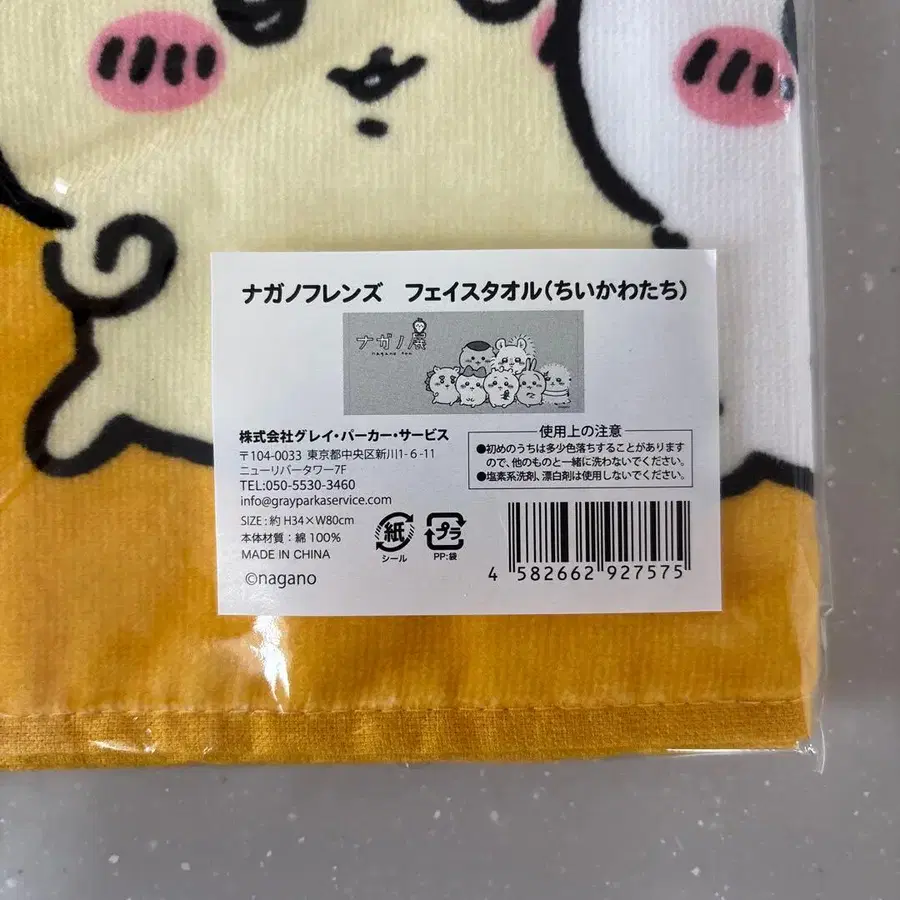 ナガノフレンズ　フェイスタオル(ちいかわたち)
ナガノ展
nagano ten
株式会社グレイ・パーカー・サービス
〒104-0033 東京都中央区新川1-6-11
ニューリバータワー7F
TEL:050-5530-3460
info@grayparkaservice.com
SIZE : 約 H34×W80cm
本体材質 : 綿 100%
MADE IN CHINA
©nagano
紙
シール
プラ
PP:袋
使用上の注意
●初めのうちは多少色落ちすることがあります
ので、他のものと一緒に洗わないでください。
●塩素系洗剤、漂白剤は使用しないでください。
4 582662 927575